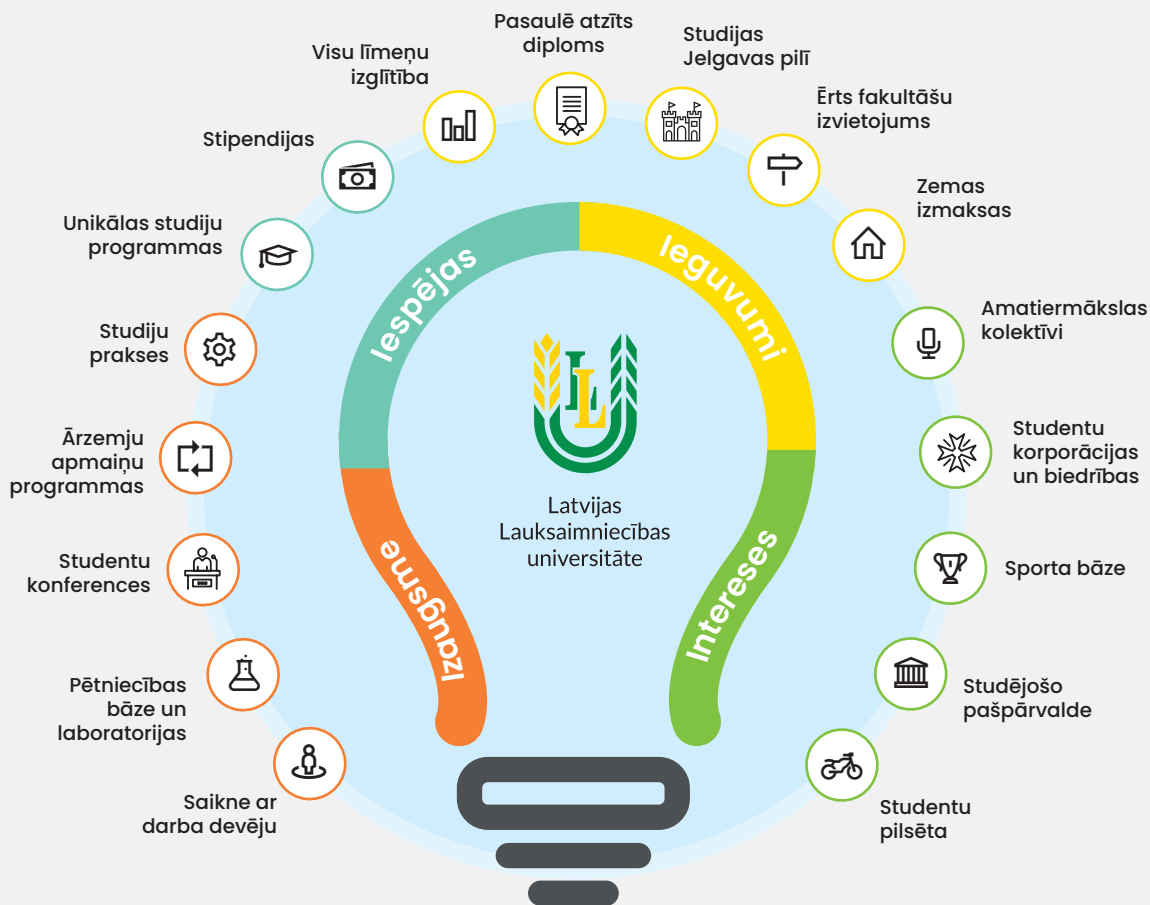 Pasaulē atzīts
diploms
Studijas
Jelgavas pilī
Visu līmeņu
izglītība
Ērts fakultāšu
izvietojums
Stipendijas
Zemas
izmaksas
Unikālas studiju
programmas
Iespējas
Ieguvumi
Amatiermākslas
kolektīvi
Studiju
prakses
LL
Ārzemju
apmaiņu
programmas
Studentu
korporācijas
un biedrības
Latvijas
Lauksaimniecības
universitāte
Studentu
konferences
Izaugsme
Intereses
Sporta bāze
Pētniecības
bāze un
laboratorijas
Studējošo
pašpārvalde
Saikne ar
darba devēju
Studentu
pilsēta